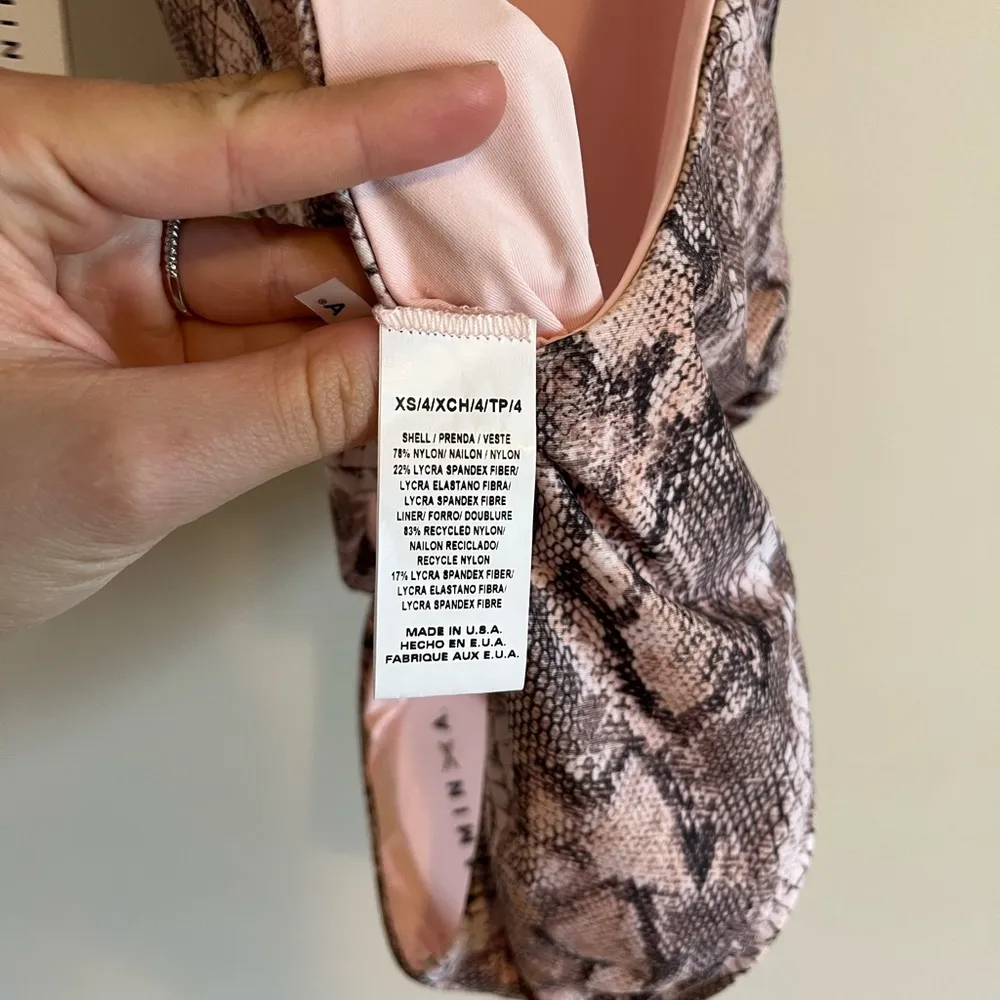 XS/4/XCH/4/TP/4
SHELL / PRENDA / VESTE
78% NYLON/ NAILON / NYLON
22% LYCRA SPANDEX FIBER/
LYCRA ELASTANO FIBRA/
LYCRA SPANDEX FIBRE
LINER/ FORRO/ DOUBLURE
83% RECYCLED NYLON/
NAILON RECICLADO/
RECYCLE NYLON
17% LYCRA SPANDEX FIBER/
LYCRA ELASTANO FIBRA/
LYCRA SPANDEX FIBRE
MADE IN U.S.A.
HECHO EN E.U.A.
FABRIQUE AUX E.U.A.